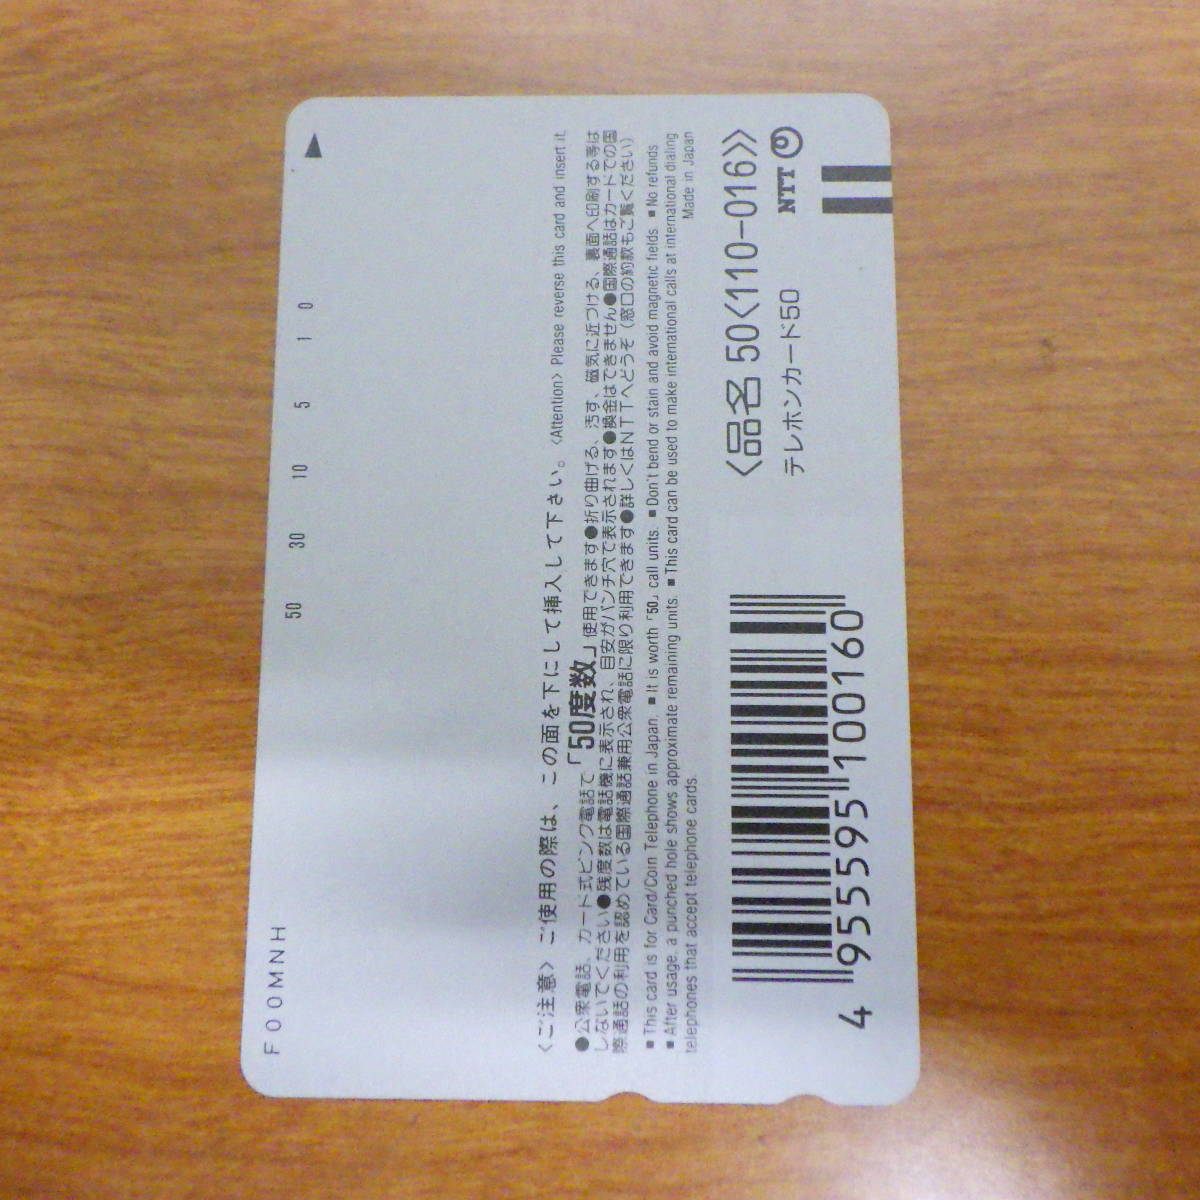 50 30 10 5 1 0
F00MNH
〈ご注意〉ご使用の際は、この面を下にして挿入して下さい。〈Attention〉Please reverse this card and insert it.
●公衆電話、カード式ピンク電話で「50度数」使用できます●折り曲げる、汚す、磁気に近づける、裏面へ印刷する等は
しないでください●残度数は電話機に表示され、目安がパンチ穴で表示されます●換金はできません●国際通話はカードでの国
際通話の利用を認めている国際通話兼用公衆電話に限り利用できます●詳しくはNTTへどうぞ（窓口の約款もご覧ください）
■This card is for Card/Coin Telephone in Japan. ■It is worth「50」call units. ■Don't bend or stain and avoid magnetic fields. ■No refunds
■After usage, a punched hole shows approximate remaining units. ■This card can be used to make international calls at international dialing
telephones that accept telephone cards. Made in Japan
〈品名 50〈110-016〉〉
テレホンカード50
NTT
4 955595 100160